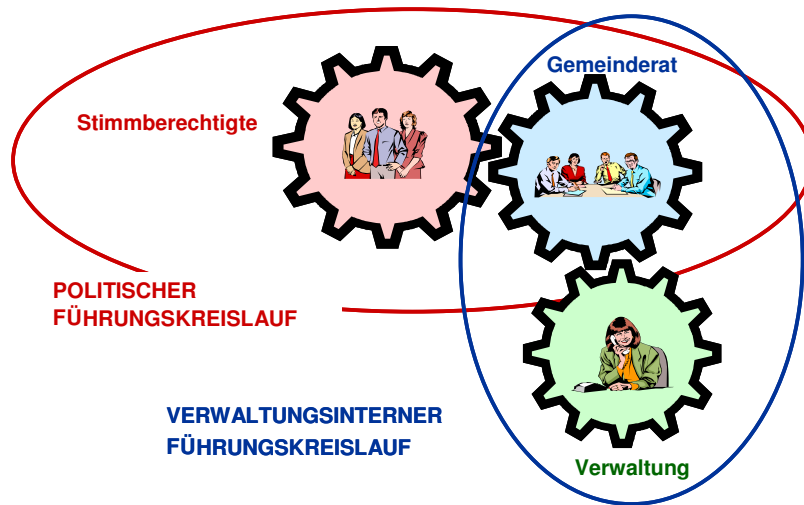 Gemeinderat
Stimmberechtigte
POLITISCHER
FÜHRUNGSKREISLAUF
VERWALTUNGSINTERNER
FÜHRUNGSKREISLAUF
Verwaltung